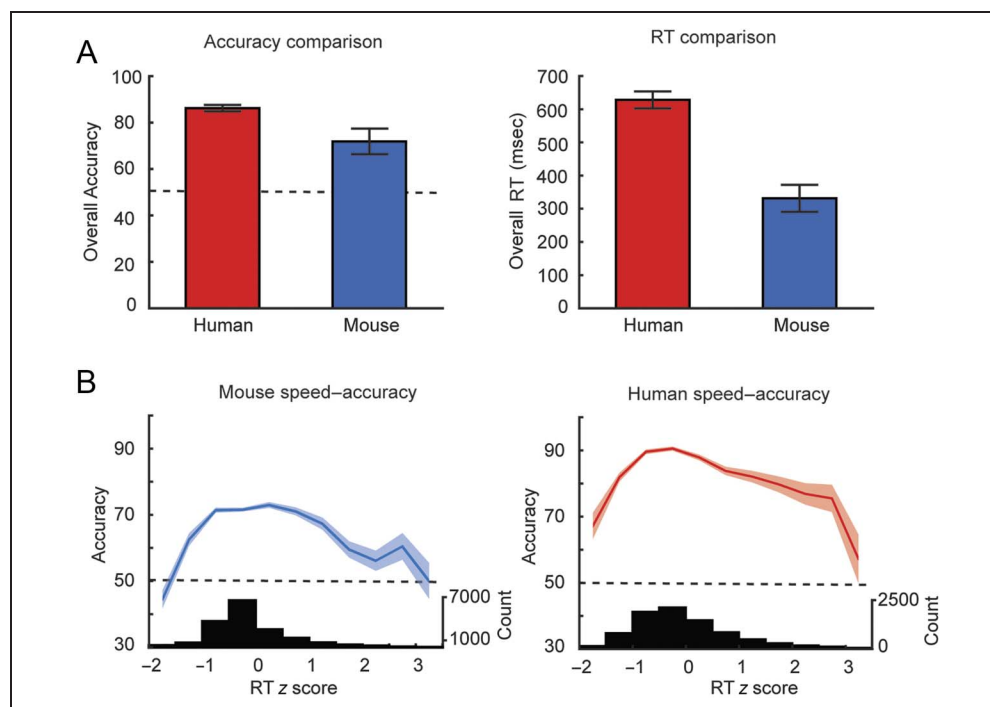 A
Accuracy comparison
100
80
60
40
20
0
Overall Accuracy
Human
Mouse
RT comparison
700
600
500
400
300
200
100
0
Overall RT (msec)
Human
Mouse
B
Mouse speed–accuracy
90
70
50
30
Accuracy
7000
1000
Count
−2
−1
0
1
2
3
RT z score
Human speed–accuracy
90
70
50
30
Accuracy
2500
0
Count
−2
−1
0
1
2
3
RT z score